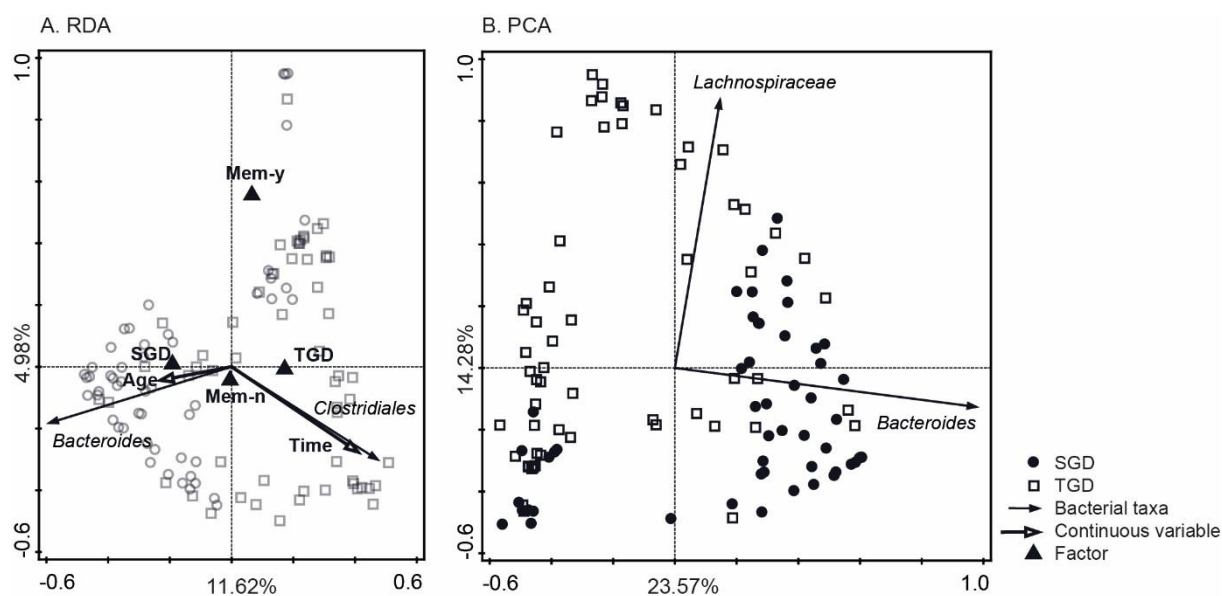 A. RDA
B. PCA
1.0
Mem-y
SGD
TGD
Age
Mem-n
Clostridiales
Bacteroides
Time
4.98%
-0.6
-0.6
11.62%
0.6
1.0
Lachnospiraceae
Bacteroides
14.28%
-0.6
-0.6
23.57%
1.0
SGD
TGD
Bacterial taxa
Continuous variable
Factor